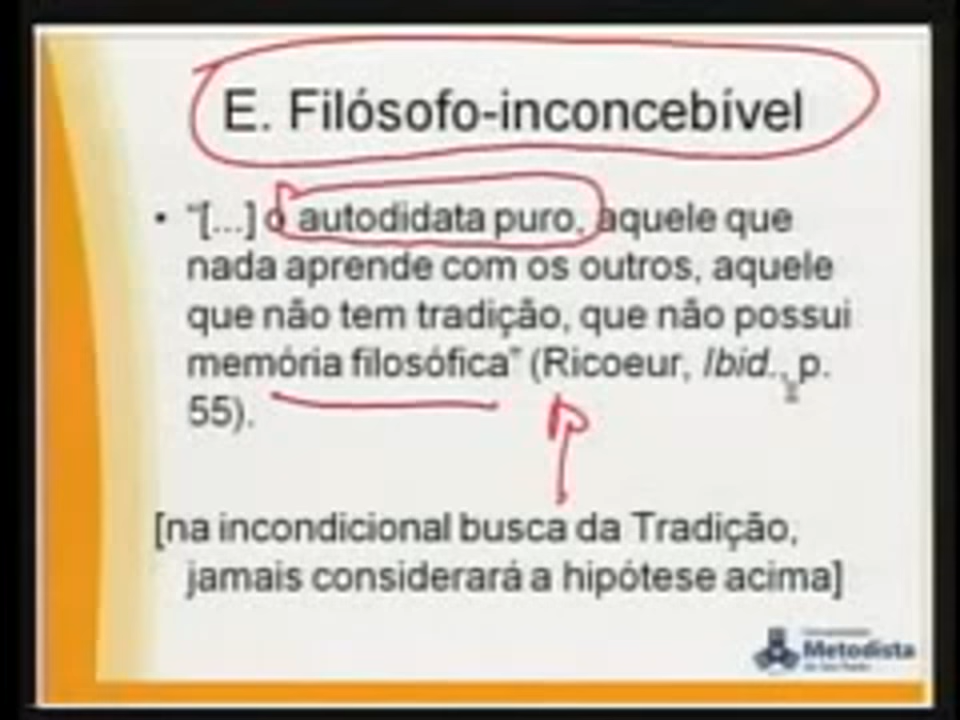 E. Filósofo-inconcebível
• "[...] o autodidata puro, aquele que
nada aprende com os outros, aquele
que não tem tradição, que não possui
memória filosófica" (Ricoeur, Ibid., p.
55).
[na incondicional busca da Tradição,
jamais considerará a hipótese acima]
Metodista